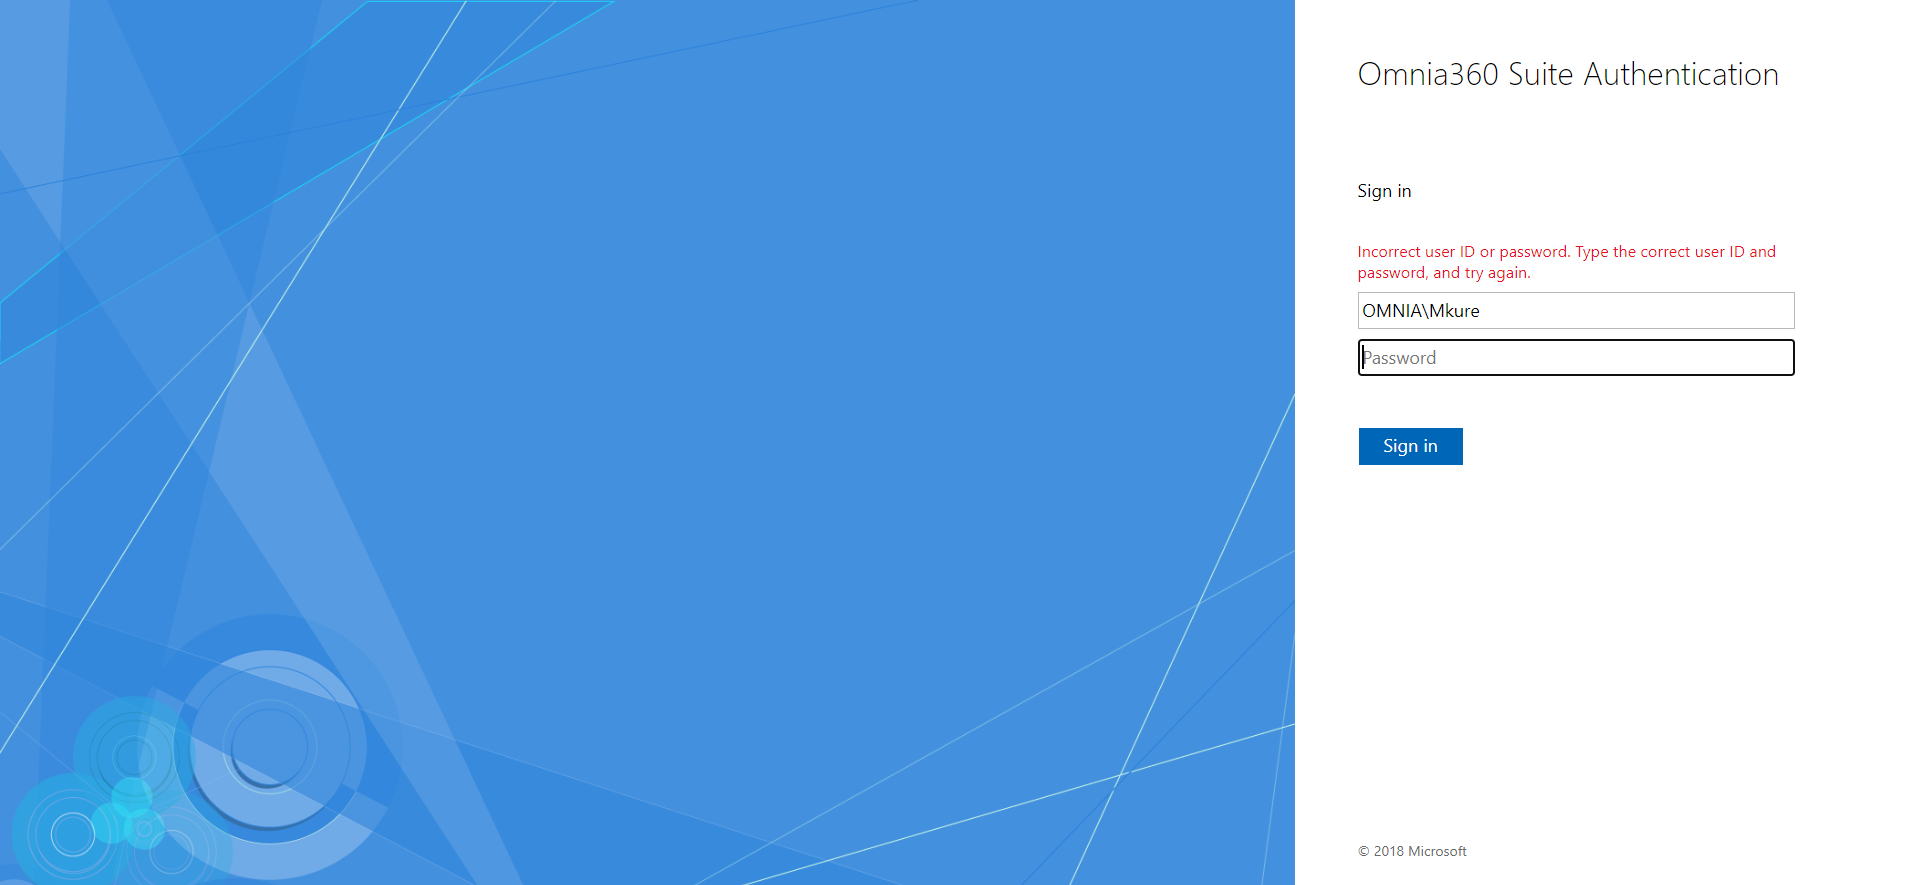 Omnia360 Suite Authentication
Sign in
Incorrect user ID or password. Type the correct user ID and
password, and try again.
OMNIA\Mkure
Password
Sign in
© 2018 Microsoft